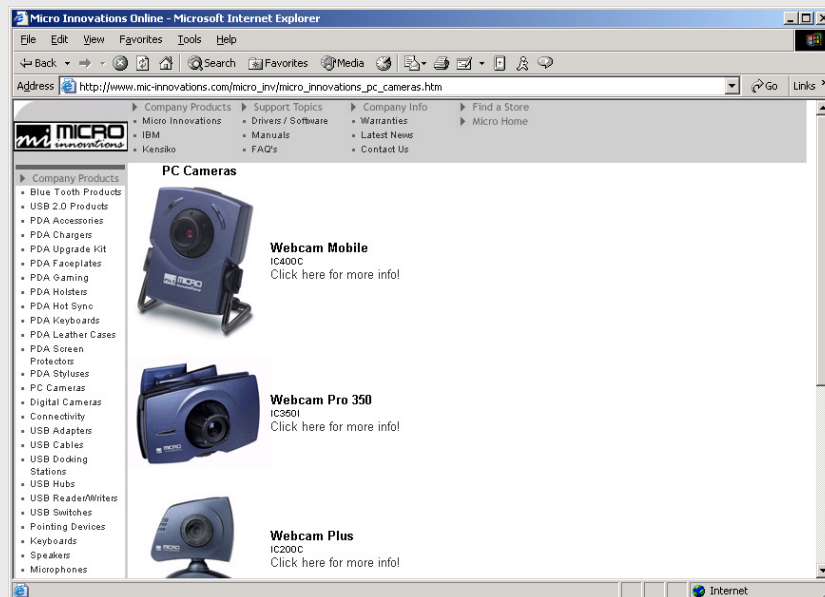 Micro Innovations Online - Microsoft Internet Explorer
File Edit View Favorites Tools Help
Back Search Favorites Media
Address http://www.mic-innovations.com/micro_inv/micro_innovations_pc_cameras.htm Go Links »
mi MICRO innovations
Company Products Support Topics Company Info Find a Store
Micro Innovations Drivers / Software Warranties Micro Home
IBM Manuals Latest News
Kensiko FAQ's Contact Us
Company Products
Blue Tooth Products
USB 2.0 Products
PDA Accessories
PDA Chargers
PDA Upgrade Kit
PDA Faceplates
PDA Gaming
PDA Holsters
PDA Hot Sync
PDA Keyboards
PDA Leather Cases
PDA Screen
Protectors
PDA Styluses
PC Cameras
Digital Cameras
Connectivity
USB Adapters
USB Cables
USB Docking
Stations
USB Hubs
USB Reader/Writers
USB Switches
Pointing Devices
Keyboards
Speakers
Microphones
PC Cameras
MICRO
Webcam Mobile
IC400C
Click here for more info!
MICRO
Webcam Pro 350
IC350I
Click here for more info!
MICRO
Webcam Plus
IC200C
Click here for more info!
Internet